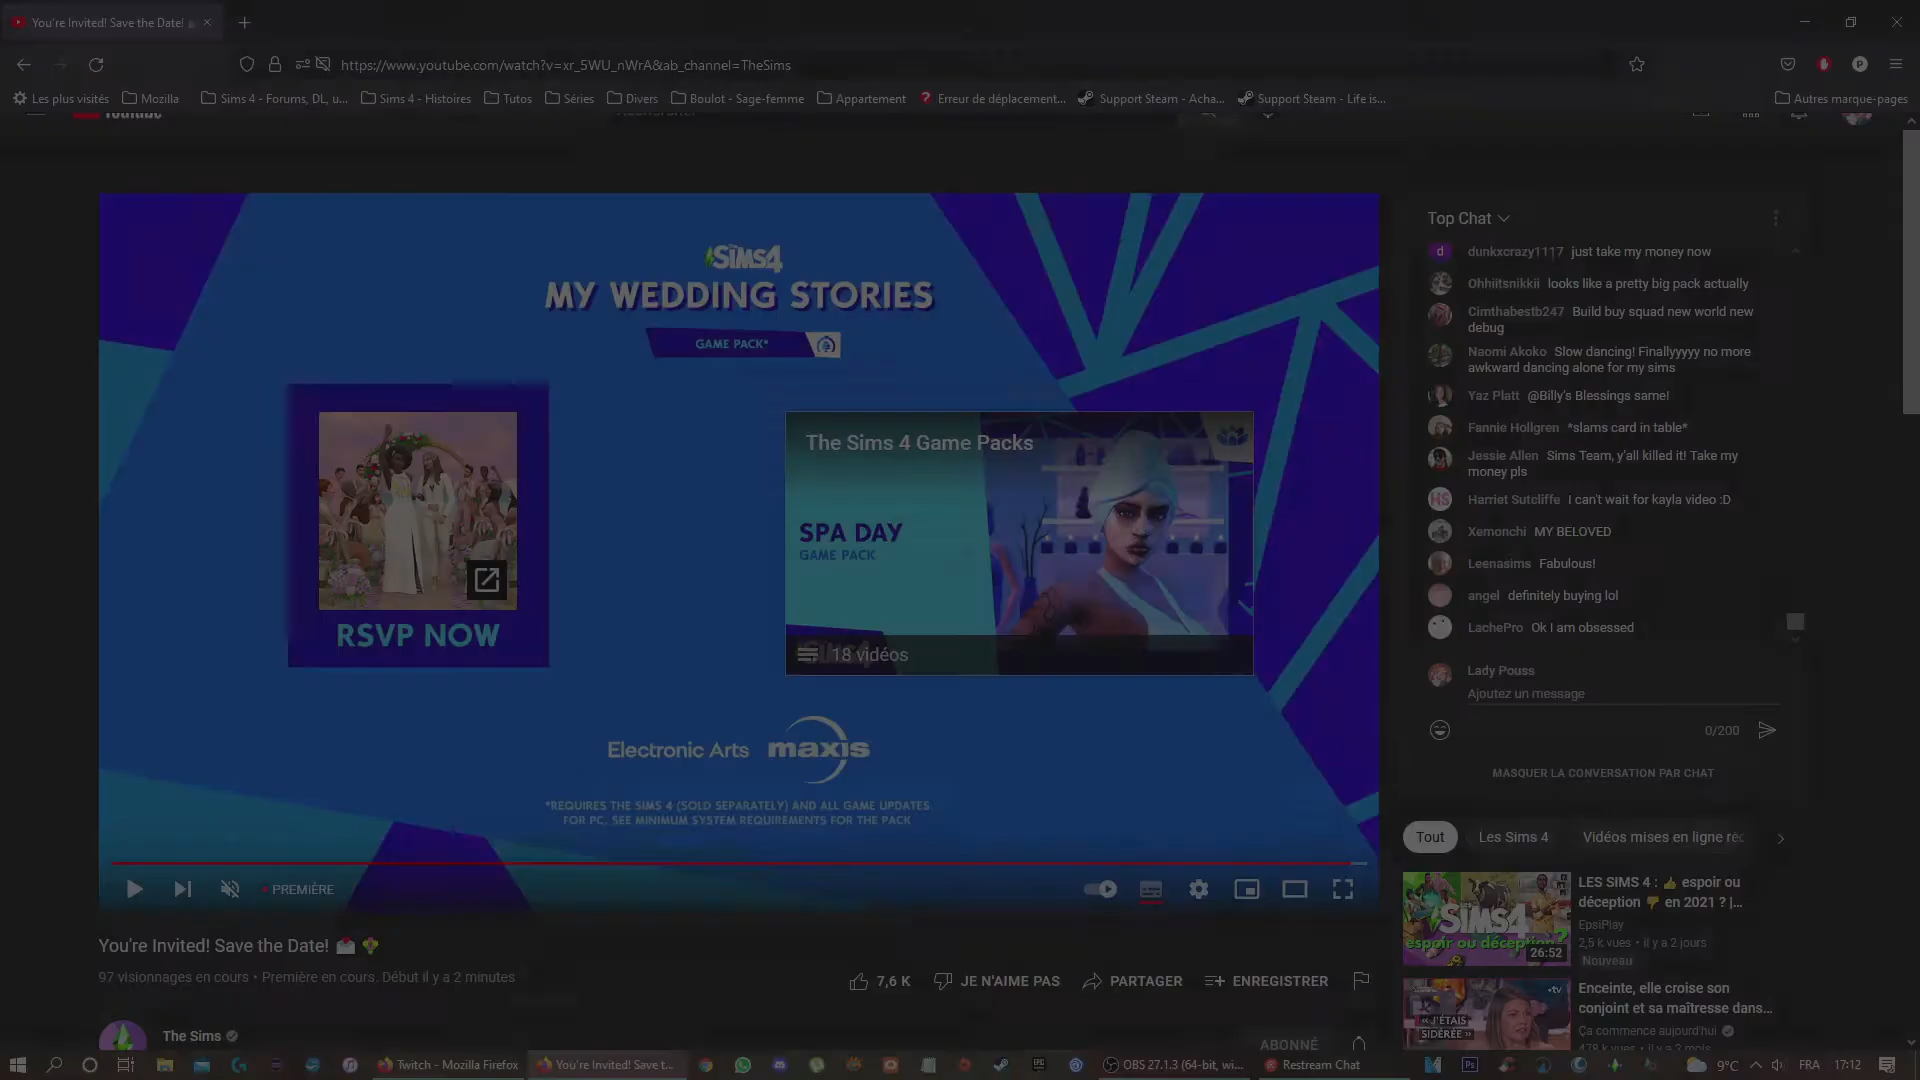 You're Invited! Save the Date!
https://www.youtube.com/watch?v=xr_5WU_nWrA&ab_channel=TheSims
Les plus visités
Mozilla
Sims 4 - Forums, DL, u...
Sims 4 - Histoires
Tutos
Séries
Divers
Boulot - Sage-femme
Appartement
Erreur de déplacement...
Support Steam - Acha...
Support Steam - Life is...
Autres marque-pages
The SIMS4
MY WEDDING STORIES
GAME PACK*
RSVP NOW
The Sims 4 Game Packs
SPA DAY
GAME PACK
18 vidéos
Electronic Arts maxis
*REQUIRES THE SIMS 4 (SOLD SEPARATELY) AND ALL GAME UPDATES.
FOR PC, SEE MINIMUM SYSTEM REQUIREMENTS FOR THE PACK
PREMIÈRE
You're Invited! Save the Date!
97 visionnages en cours • Première en cours. Début il y a 2 minutes
7,6 K
JE N'AIME PAS
PARTAGER
ENREGISTRER
The Sims
ABONNÉ
Top Chat
dunkxcrazy1117 just take my money now
Ohhiitsnikkii looks like a pretty big pack actually
Cimthabestb247 Build buy squad new world new
debug
Naomi Akoko Slow dancing! Finallyyyyy no more
awkward dancing alone for my sims
Yaz Platt @Billy's Blessings same!
Fannie Hollgren *slams card in table*
Jessie Allen Sims Team, y'all killed it! Take my
money pls
HS
Harriet Sutcliffe I can't wait for kayla video :D
Xemonchi MY BELOVED
Leenasims Fabulous!
angel definitely buying lol
LachePro Ok I am obsessed
Lady Pouss
Ajoutez un message
0/200
MASQUER LA CONVERSATION PAR CHAT
Tout
Les Sims 4
Vidéos mises en ligne réc
SIMS4
espoir ou déception?
26:52
LES SIMS 4 : 👍 espoir ou
déception 👎 en 2021 ? |...
EpsiPlay
2,5 k vues • il y a 2 jours
Nouveau
« J'ÉTAIS
SIDÉRÉE »
Enceinte, elle croise son
conjoint et sa maîtresse dans...
Ça commence aujourd'hui
Twitch - Mozilla Firefox
You're Invited! Save t...
OBS 27.1.3 (64-bit, wi...
Restream Chat
9°C
FRA
17:12